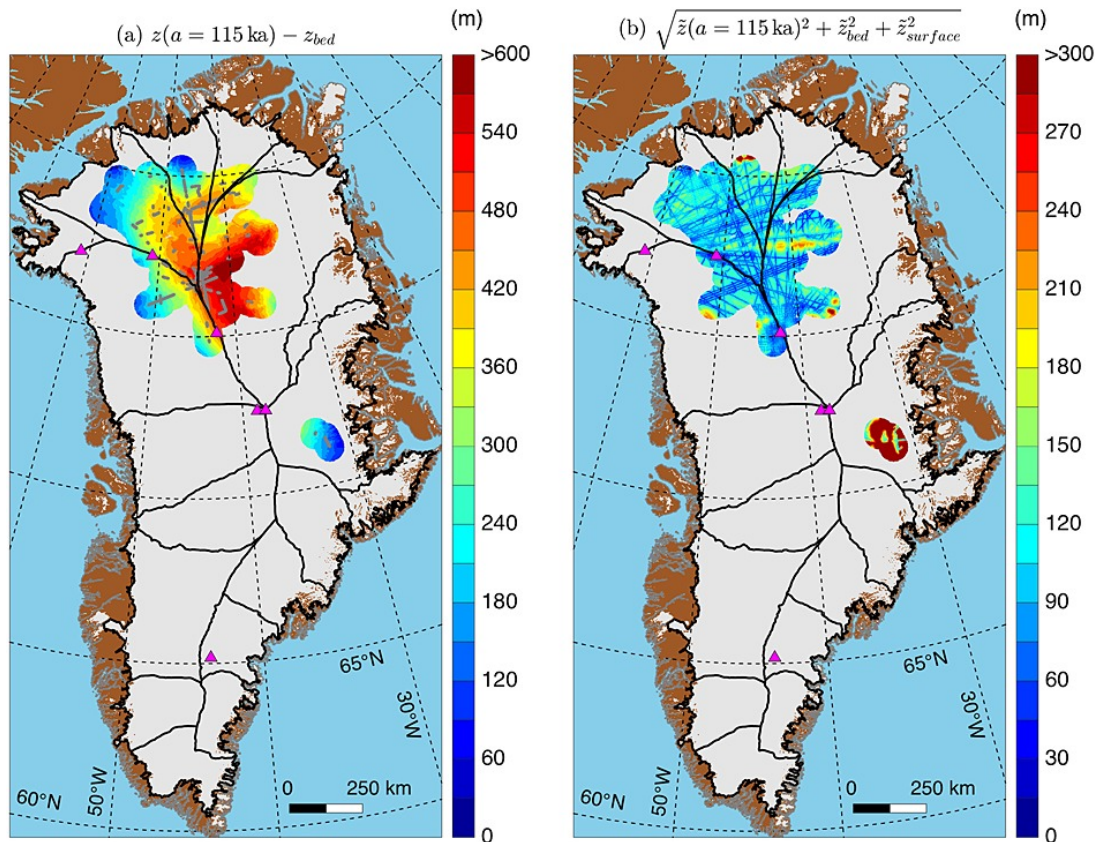 (a) z(a = 115 ka) − z_bed
(m)
>600
540
480
420
360
300
240
180
120
60
0
65°N
30°W
50°W
60°N
0 250 km
(b) √(z̃(a = 115 ka)² + z̃²_bed + z̃²_surface)
(m)
>300
270
240
210
180
150
120
90
60
30
0
65°N
30°W
50°W
60°N
0 250 km